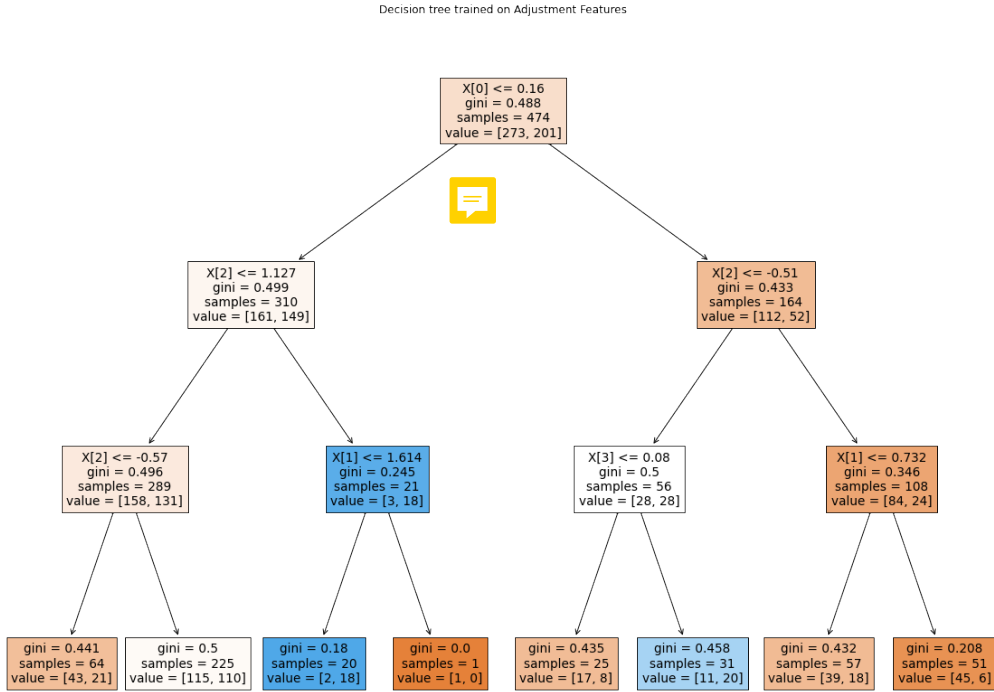 Decision tree trained on Adjustment Features
X[0] <= 0.16
gini = 0.488
samples = 474
value = [273, 201]
X[2] <= 1.127
gini = 0.499
samples = 310
value = [161, 149]
X[2] <= -0.51
gini = 0.433
samples = 164
value = [112, 52]
X[2] <= -0.57
gini = 0.496
samples = 289
value = [158, 131]
X[1] <= 1.614
gini = 0.245
samples = 21
value = [3, 18]
X[3] <= 0.08
gini = 0.5
samples = 56
value = [28, 28]
X[1] <= 0.732
gini = 0.346
samples = 108
value = [84, 24]
gini = 0.441
samples = 64
value = [43, 21]
gini = 0.5
samples = 225
value = [115, 110]
gini = 0.18
samples = 20
value = [2, 18]
gini = 0.0
samples = 1
value = [1, 0]
gini = 0.435
samples = 25
value = [17, 8]
gini = 0.458
samples = 31
value = [11, 20]
gini = 0.432
samples = 57
value = [39, 18]
gini = 0.208
samples = 51
value = [45, 6]